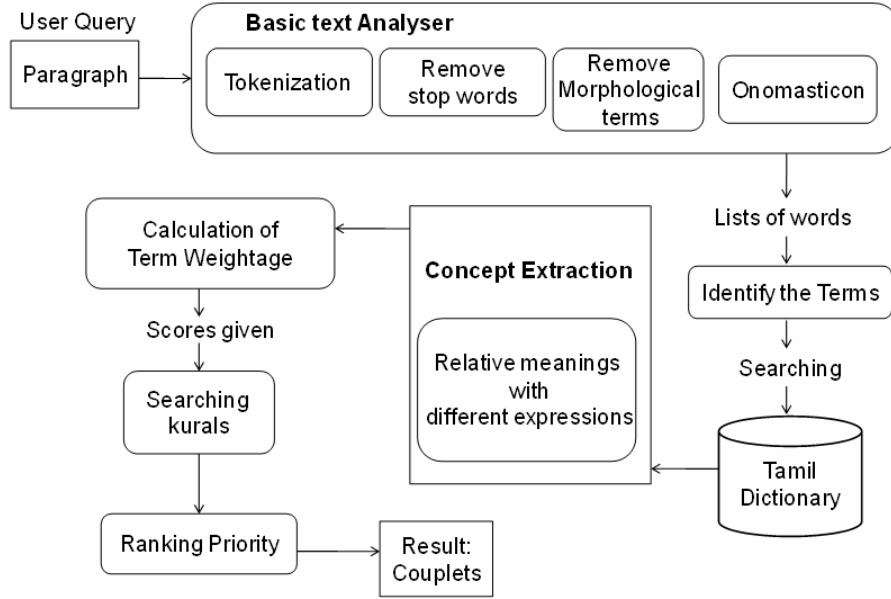 User Query
Paragraph
Basic text Analyser
Tokenization
Remove
stop words
Remove
Morphological
terms
Onomasticon
Lists of words
Identify the Terms
Searching
Tamil
Dictionary
Concept Extraction
Relative meanings
with
different expressions
Calculation of
Term Weightage
Scores given
Searching
kurals
Ranking Priority
Result:
Couplets